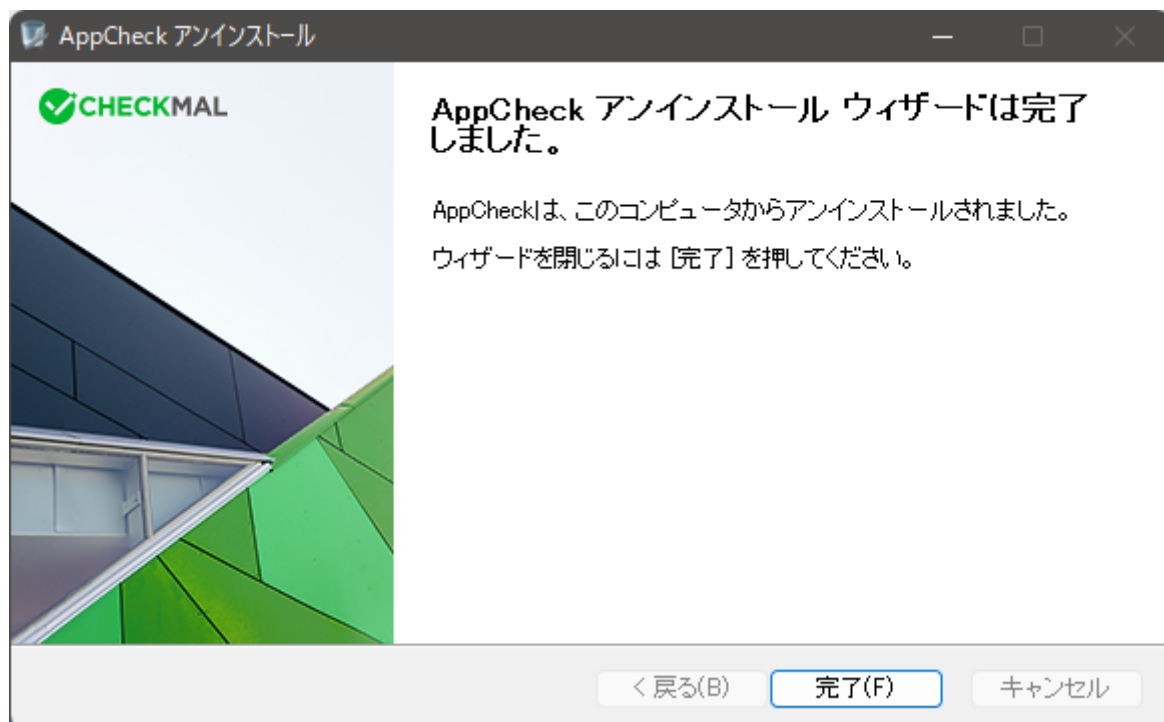 AppCheck アンインストール
CHECKMAL
AppCheck アンインストール ウィザードは完了
しました。
AppCheckは、このコンピュータからアンインストールされました。
ウィザードを閉じるには [完了] を押してください。
< 戻る(B)
完了(F)
キャンセル